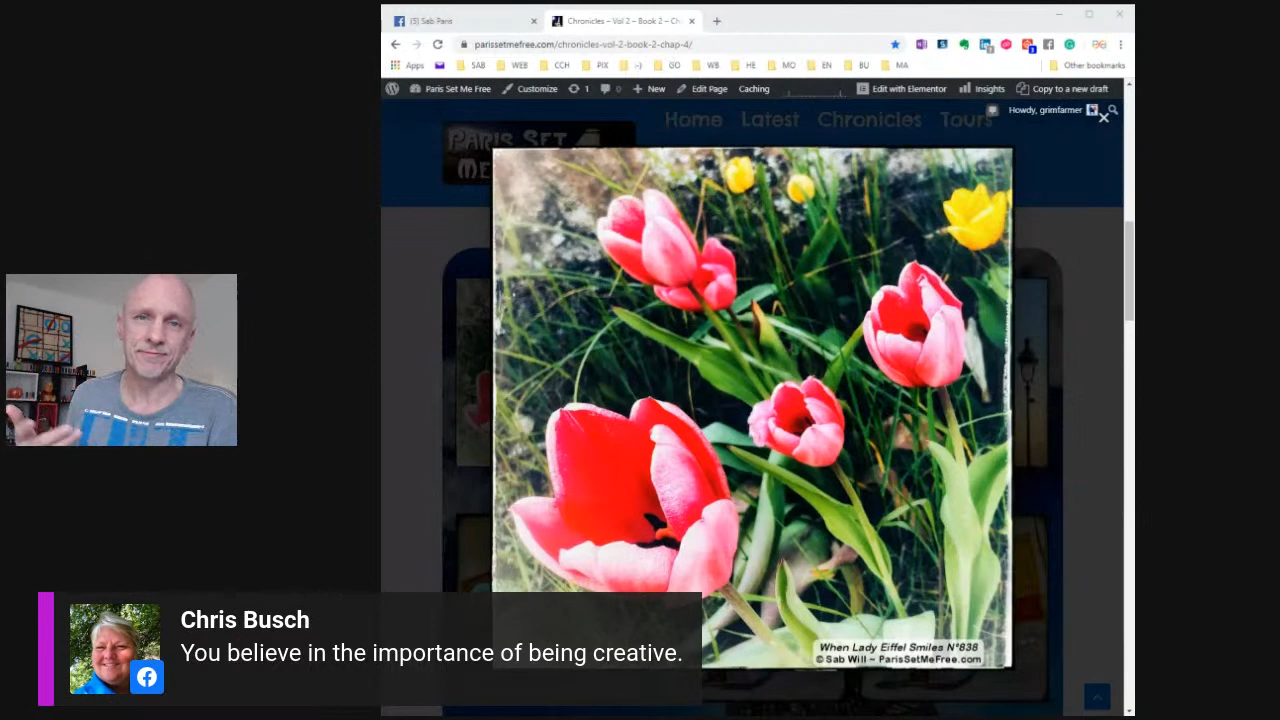 (5) Sab Paris
Chronicles – Vol 2 – Book 2 – Ch
parissetmefree.com/chronicles-vol-2-book-2-chap-4/
Apps SAB WEB CCH PIX :-) GO WB HE MO EN BU MA Other bookmarks
Paris Set Me Free Customize 1 0 New Edit Page Caching Edit with Elementor Insights Copy to a new draft
Howdy, grimfarmer
Home Latest Chronicles Tours
PARIS SET
ME
When Lady Eiffel Smiles N°838
© Sab Will ~ ParisSetMeFree.com
Chris Busch
You believe in the importance of being creative.